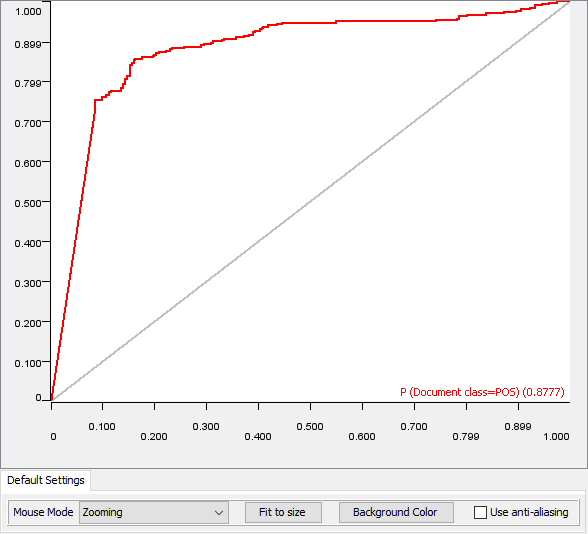 1.000
0.899
0.799
0.700
0.600
0.500
0.400
0.300
0.200
0.100
0
P (Document class=POS) (0.8777)
0 0.100 0.200 0.300 0.400 0.500 0.600 0.700 0.799 0.899 1.000
Default Settings
Mouse Mode Zooming Fit to size Background Color Use anti-aliasing